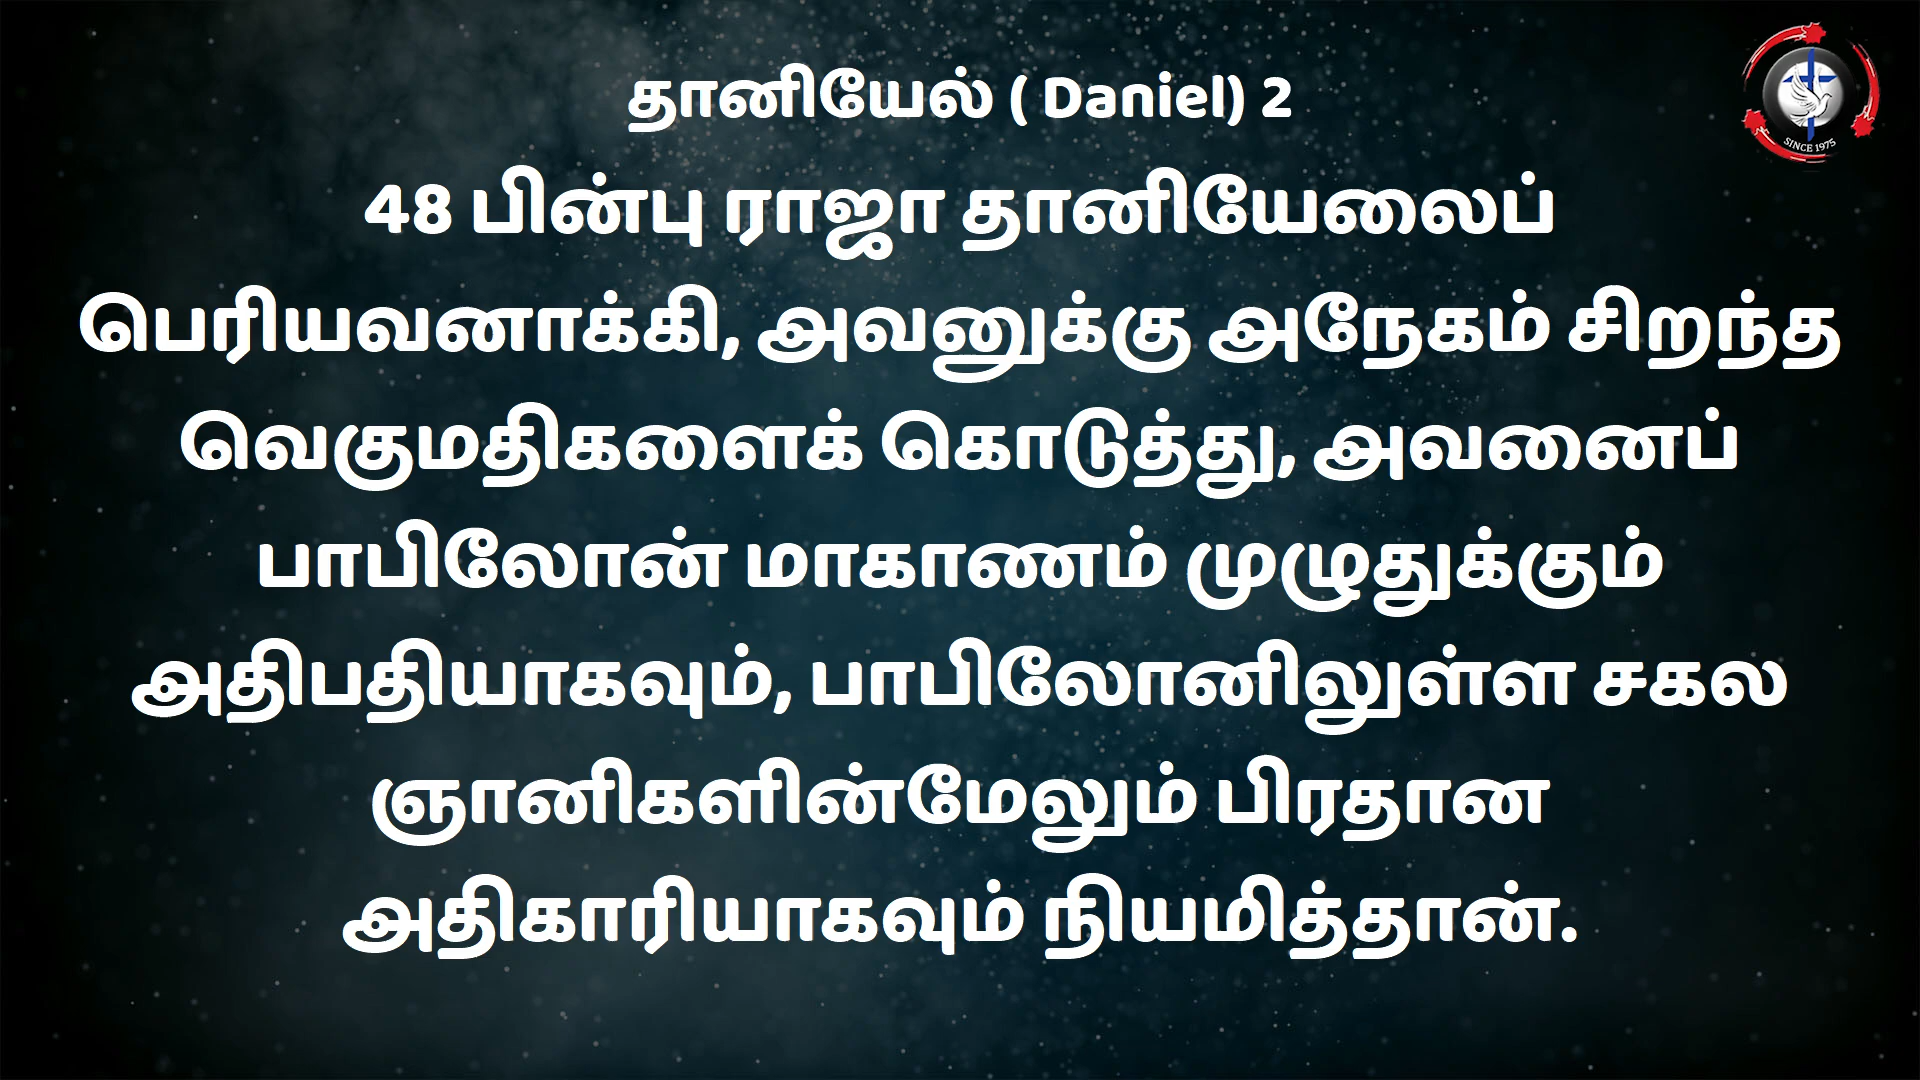 தானியேல் ( Daniel) 2
48 பின்பு ராஜா தானியேலைப்
பெரியவனாக்கி, அவனுக்கு அநேகம் சிறந்த
வெகுமதிகளைக் கொடுத்து, அவனைப்
பாபிலோன் மாகாணம் முழுதுக்கும்
அதிபதியாகவும், பாபிலோனிலுள்ள சகல
ஞானிகளின்மேலும் பிரதான
அதிகாரியாகவும் நியமித்தான்.
SINCE 1975